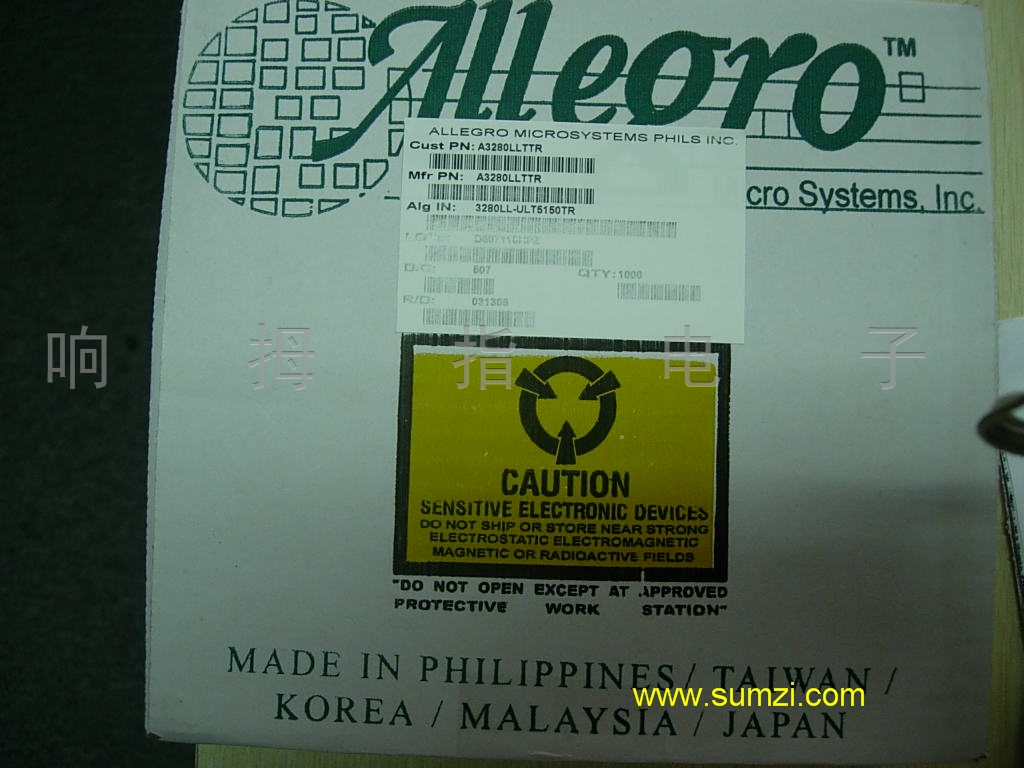 Allegro™
ALLEGRO MICROSYSTEMS PHILS INC.
Cust PN: A3280LLTTR
Mfr PN: A3280LLTTR
cro Systems, Inc.
Alg IN: 3280LL-ULT5150TR
D/C: 507 QTY: 1000
R/D: 031306
响拇指电子
CAUTION
SENSITIVE ELECTRONIC DEVICES
DO NOT SHIP OR STORE NEAR STRONG
ELECTROSTATIC ELECTROMAGNETIC
MAGNETIC OR RADIOACTIVE FIELDS
"DO NOT OPEN EXCEPT AT APPROVED
PROTECTIVE WORK STATION"
MADE IN PHILIPPINES / TAIWAN /
www.sumzi.com
KOREA / MALAYSIA / JAPAN